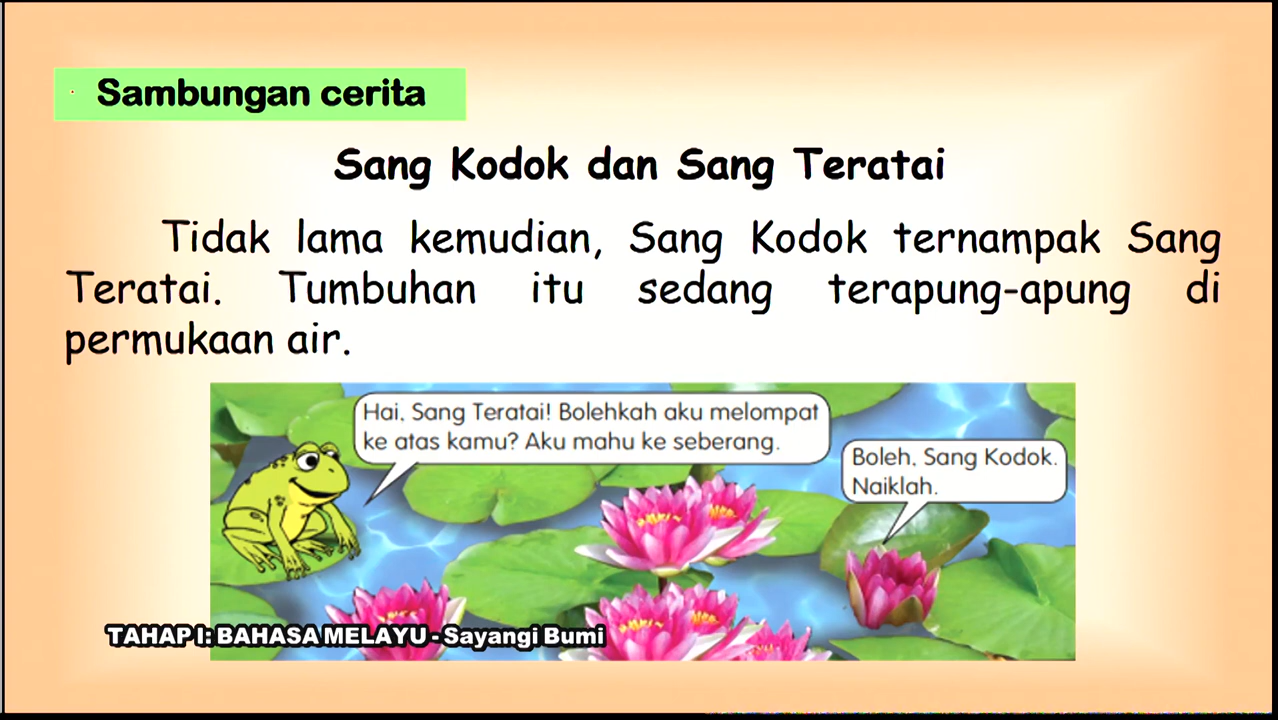 Sambungan cerita
Sang Kodok dan Sang Teratai
Tidak lama kemudian, Sang Kodok ternampak Sang
Teratai. Tumbuhan itu sedang terapung-apung di
permukaan air.
Hai, Sang Teratai! Bolehkah aku melompat
ke atas kamu? Aku mahu ke seberang.
Boleh, Sang Kodok.
Naiklah.
TAHAP I: BAHASA MELAYU - Sayangi Bumi